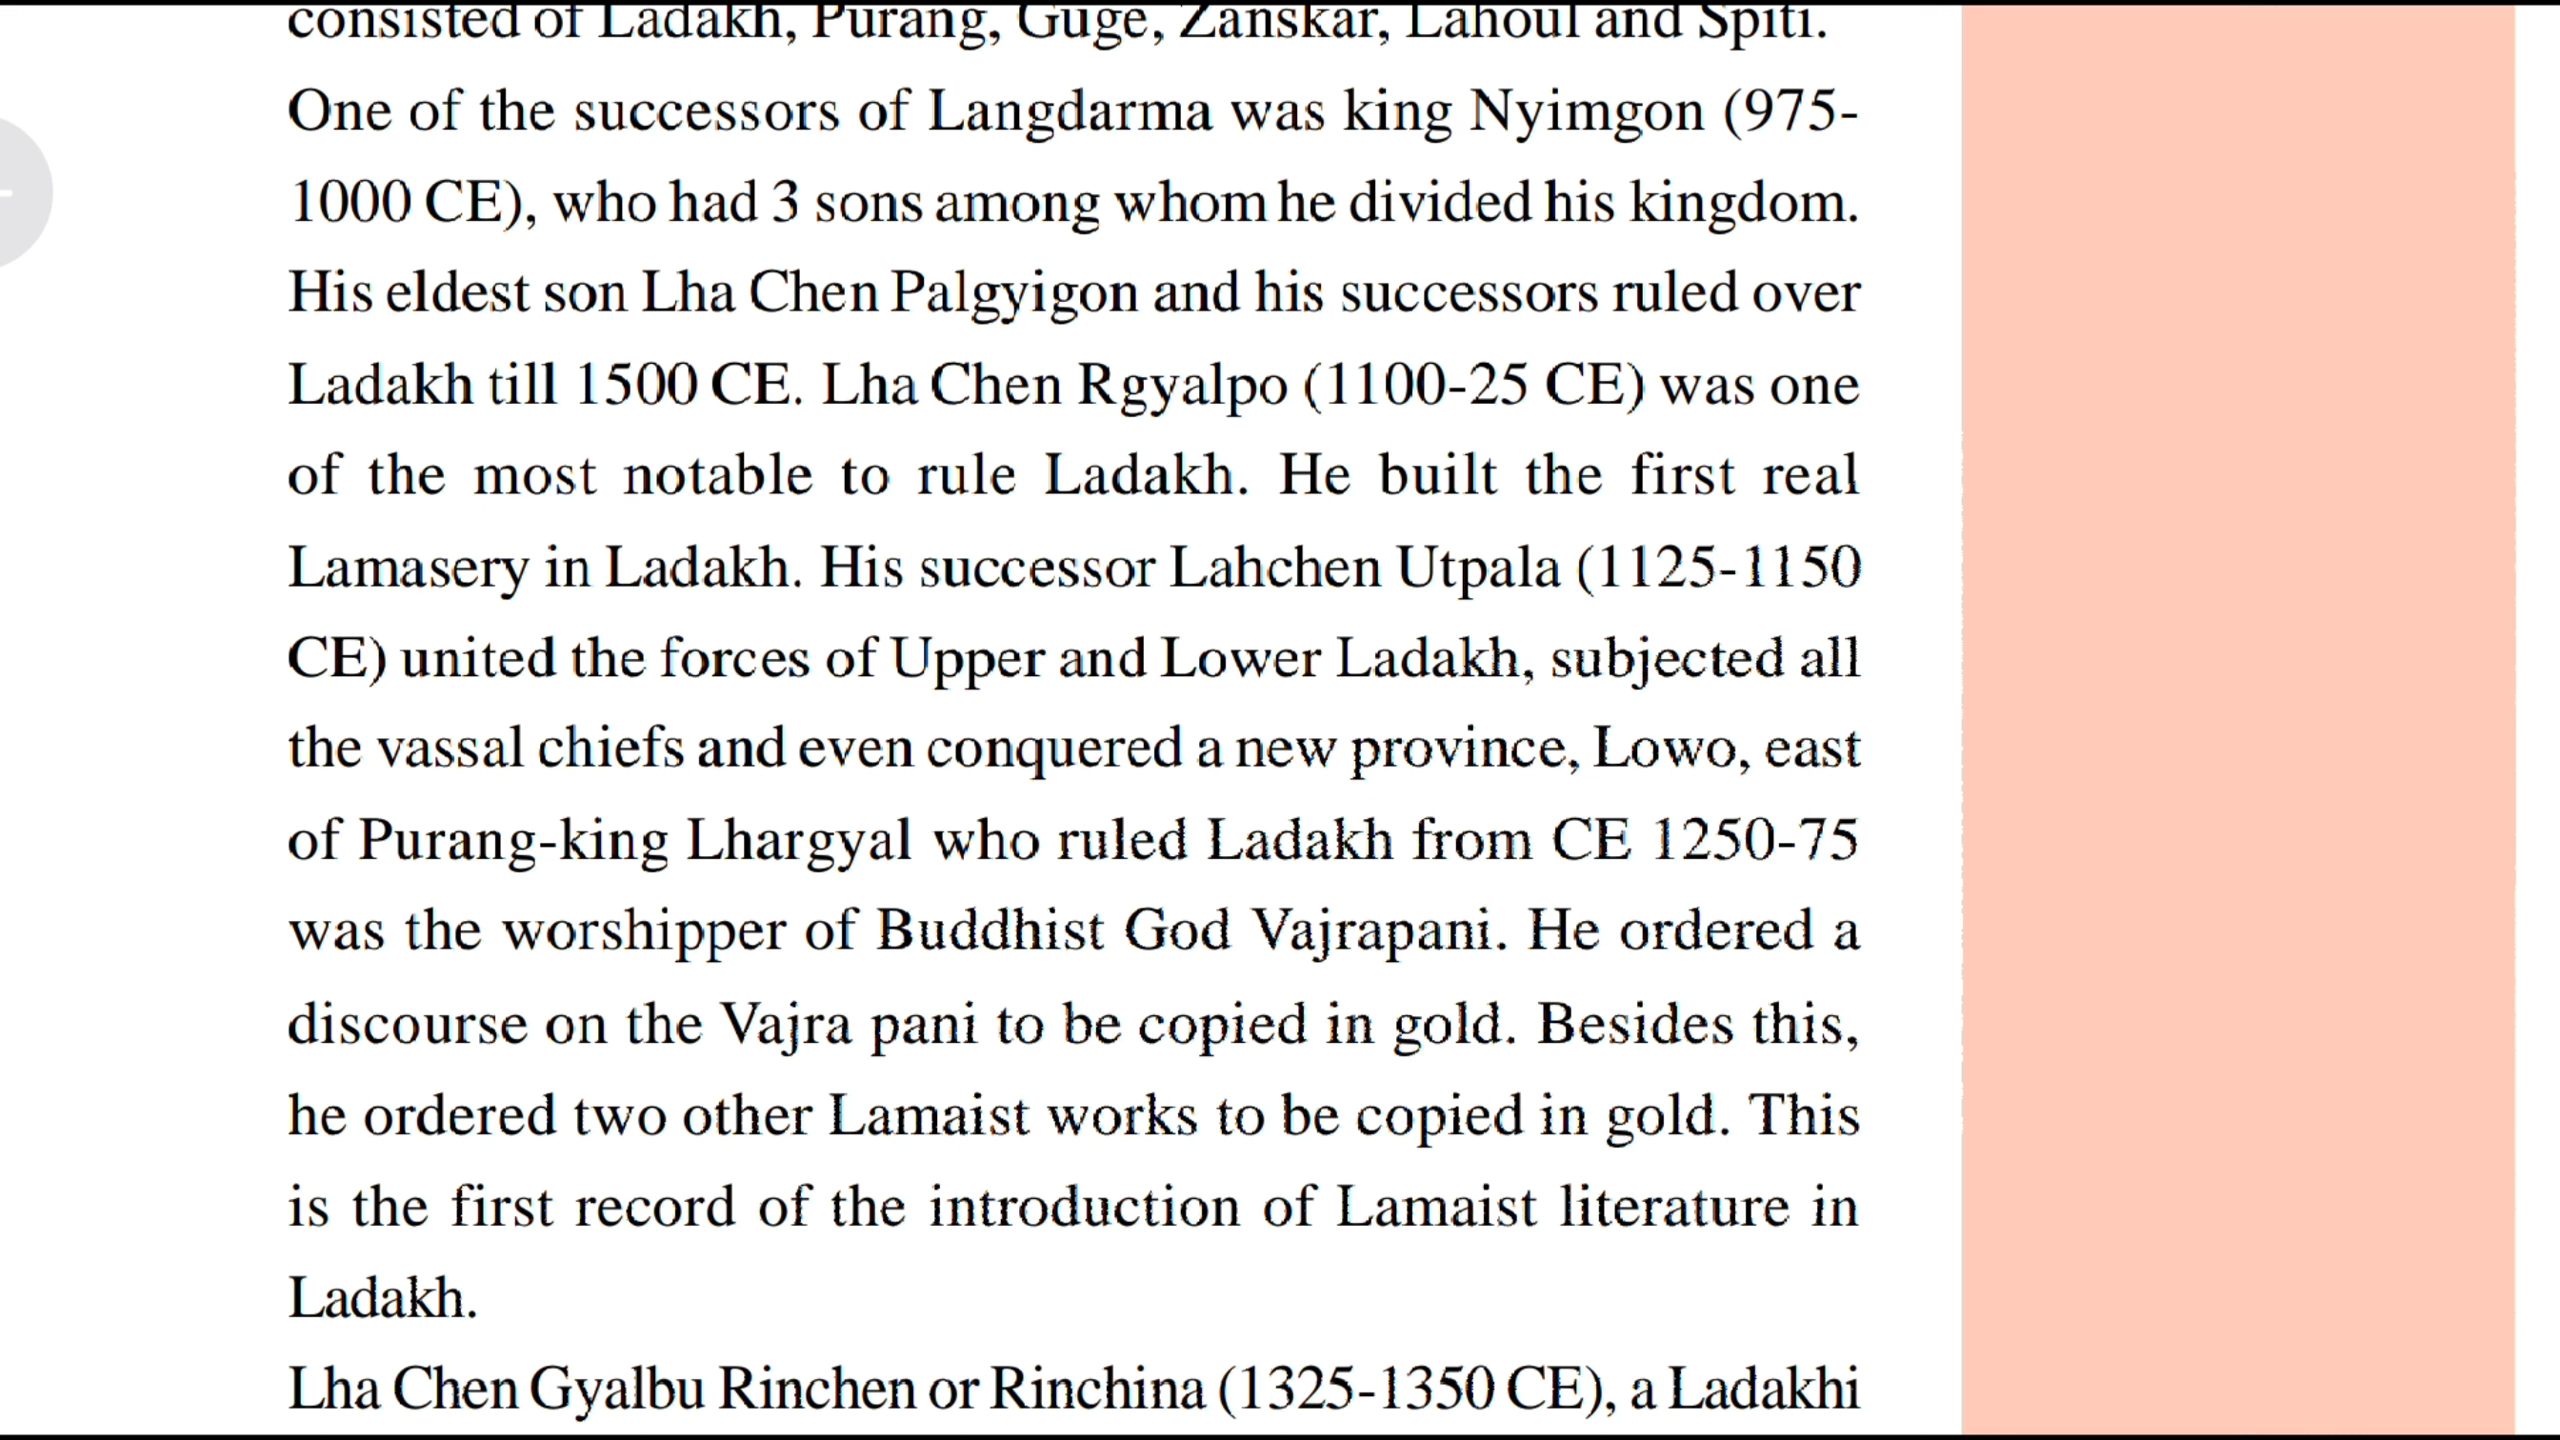 consisted of Ladakh, Purang, Guge, Zanskar, Lahoul and Spiti.
One of the successors of Langdarma was king Nyimgon (975-
1000 CE), who had 3 sons among whom he divided his kingdom.
His eldest son Lha Chen Palgyigon and his successors ruled over
Ladakh till 1500 CE. Lha Chen Rgyalpo (1100-25 CE) was one
of the most notable to rule Ladakh. He built the first real
Lamasery in Ladakh. His successor Lahchen Utpala (1125-1150
CE) united the forces of Upper and Lower Ladakh, subjected all
the vassal chiefs and even conquered a new province, Lowo, east
of Purang-king Lhargyal who ruled Ladakh from CE 1250-75
was the worshipper of Buddhist God Vajrapani. He ordered a
discourse on the Vajra pani to be copied in gold. Besides this,
he ordered two other Lamaist works to be copied in gold. This
is the first record of the introduction of Lamaist literature in
Ladakh.
Lha Chen Gyalbu Rinchen or Rinchina (1325-1350 CE), a Ladakhi